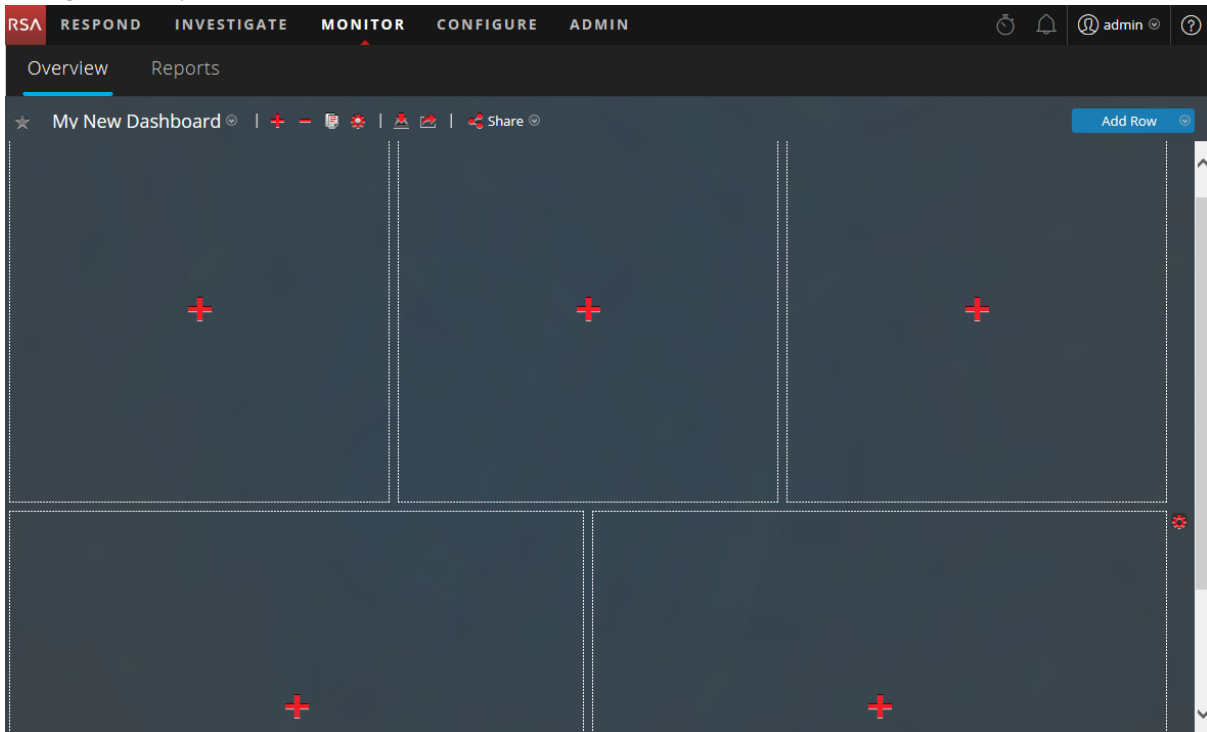 RSA RESPOND INVESTIGATE MONITOR CONFIGURE ADMIN admin ?
Overview Reports
My New Dashboard Share Add Row